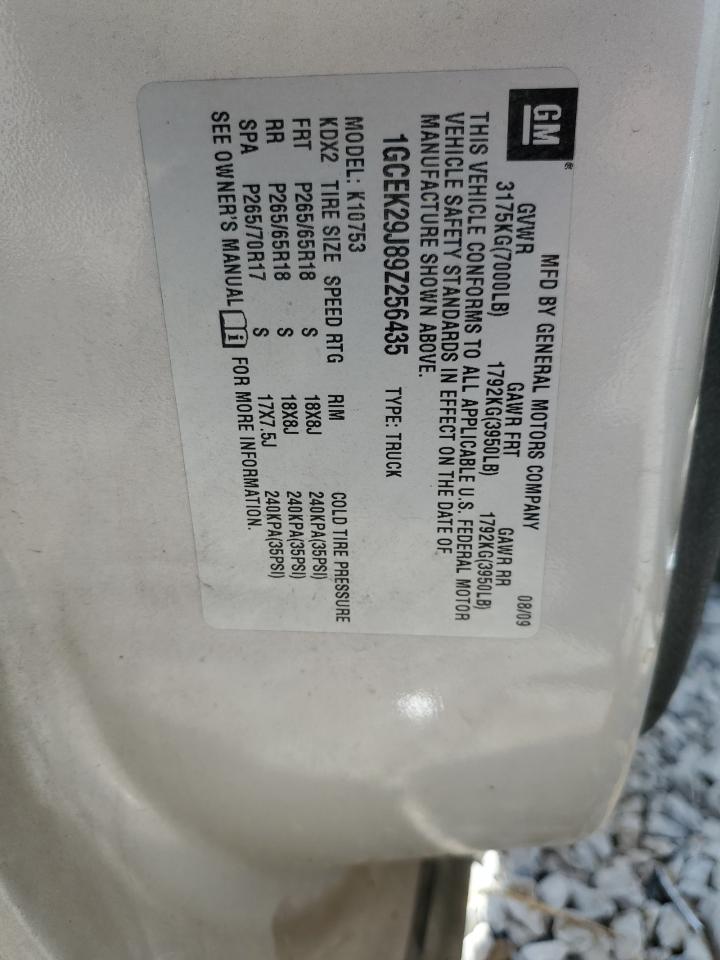 GM ®
MFD BY GENERAL MOTORS COMPANY 08/09
GVWR GAWR FRT GAWR RR
3175KG(7000LB) 1792KG(3950LB) 1792KG(3950LB)
THIS VEHICLE CONFORMS TO ALL APPLICABLE U.S. FEDERAL MOTOR
VEHICLE SAFETY STANDARDS IN EFFECT ON THE DATE OF
MANUFACTURE SHOWN ABOVE.
1GCEK29J89Z256435 TYPE: TRUCK
MODEL: K10753
KDX2 TIRE SIZE SPEED RTG RIM COLD TIRE PRESSURE
FRT P265/65R18 S 18X8J 240KPA(35PSI)
RR P265/65R18 S 18X8J 240KPA(35PSI)
SPA P265/70R17 S 17X7.5J 240KPA(35PSI)
SEE OWNER'S MANUAL i FOR MORE INFORMATION.